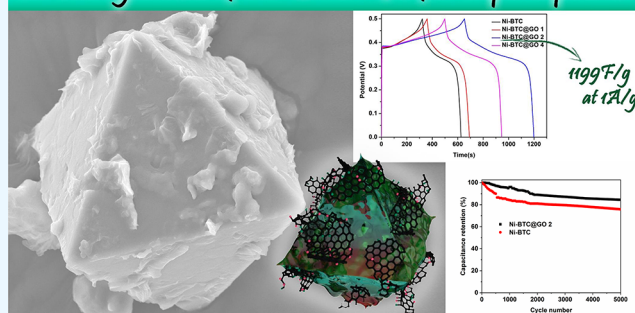 0.5
0.4
0.3
0.2
0.1
0.0
Potential (V)
Ni-BTC
Ni-BTC@GO 1
Ni-BTC@GO 2
Ni-BTC@GO 4
0 200 400 600 800 1000 1200
Time(s)
1199F/g
at 1A/g
100
80
60
40
20
0
Capacitance retention (%)
Ni-BTC@GO 2
Ni-BTC
0 1000 2000 3000 4000 5000
Cycle number